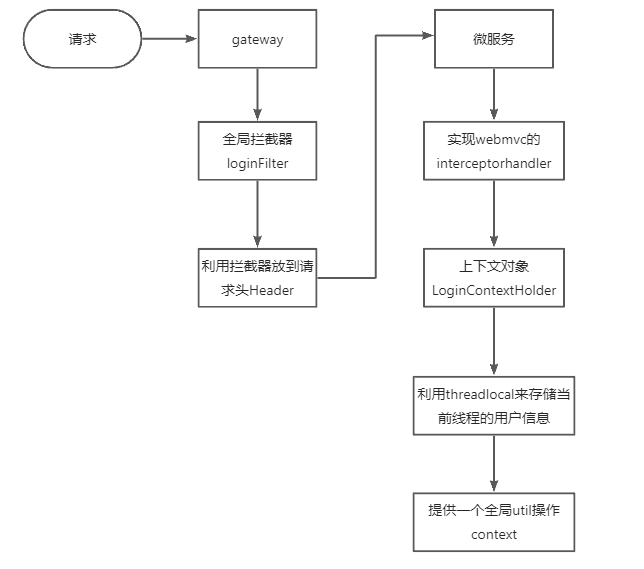 请求
gateway
全局拦截器
loginFilter
利用拦截器放到请
求头Header
微服务
实现webmvc的
interceptorhandler
上下文对象
LoginContextHolder
利用threadlocal来存储当
前线程的用户信息
提供一个全局util操作
context